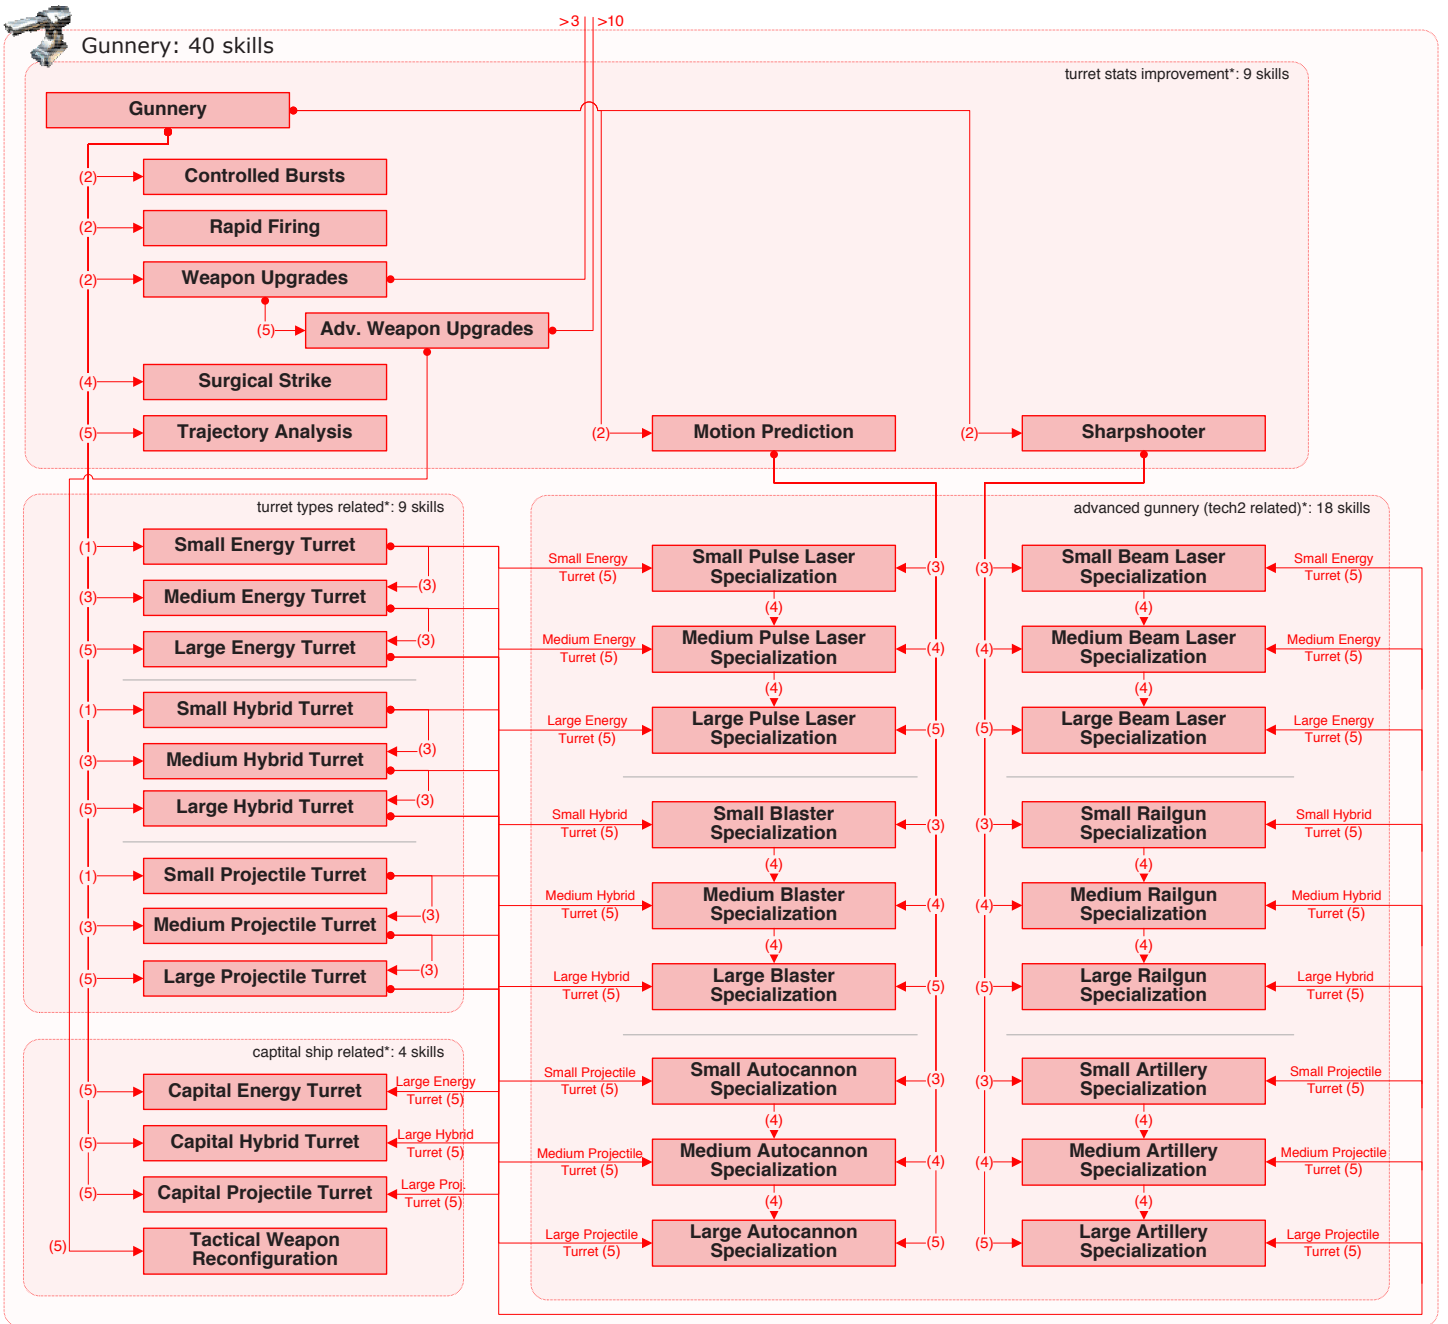 >3 >10
Gunnery: 40 skills
turret stats improvement*: 9 skills
Gunnery
(2) Controlled Bursts
(2) Rapid Firing
(2) Weapon Upgrades
(5) Adv. Weapon Upgrades
(4) Surgical Strike
(5) Trajectory Analysis
(2) Motion Prediction
(2) Sharpshooter
turret types related*: 9 skills
(1) Small Energy Turret
(3)
(3) Medium Energy Turret
(3)
(5) Large Energy Turret
(1) Small Hybrid Turret
(3)
(3) Medium Hybrid Turret
(3)
(5) Large Hybrid Turret
(1) Small Projectile Turret
(3)
(3) Medium Projectile Turret
(3)
(5) Large Projectile Turret
captital ship related*: 4 skills
(5) Capital Energy Turret
Large Energy
Turret (5)
(5) Capital Hybrid Turret
Large Hybrid
Turret (5)
(5) Capital Projectile Turret
Large Proj.
Turret (5)
(5)
Tactical Weapon
Reconfiguration
advanced gunnery (tech2 related)*: 18 skills
Small Energy
Turret (5)
Small Pulse Laser
Specialization
(3)
(4)
Medium Energy
Turret (5)
Medium Pulse Laser
Specialization
(4)
(4)
Large Energy
Turret (5)
Large Pulse Laser
Specialization
(5)
Small Hybrid
Turret (5)
Small Blaster
Specialization
(3)
(4)
Medium Hybrid
Turret (5)
Medium Blaster
Specialization
(4)
(4)
Large Hybrid
Turret (5)
Large Blaster
Specialization
(5)
Small Projectile
Turret (5)
Small Autocannon
Specialization
(3)
(4)
Medium Projectile
Turret (5)
Medium Autocannon
Specialization
(4)
(4)
Large Projectile
Turret (5)
Large Autocannon
Specialization
(5)
(3)
Small Beam Laser
Specialization
Small Energy
Turret (5)
(4)
(4)
Medium Beam Laser
Specialization
Medium Energy
Turret (5)
(4)
(5)
Large Beam Laser
Specialization
Large Energy
Turret (5)
(3)
Small Railgun
Specialization
Small Hybrid
Turret (5)
(4)
(4)
Medium Railgun
Specialization
Medium Hybrid
Turret (5)
(4)
(5)
Large Railgun
Specialization
Large Hybrid
Turret (5)
(3)
Small Artillery
Specialization
Small Projectile
Turret (5)
(4)
(4)
Medium Artillery
Specialization
Medium Projectile
Turret (5)
(4)
(5)
Large Artillery
Specialization
Large Projectile
Turret (5)